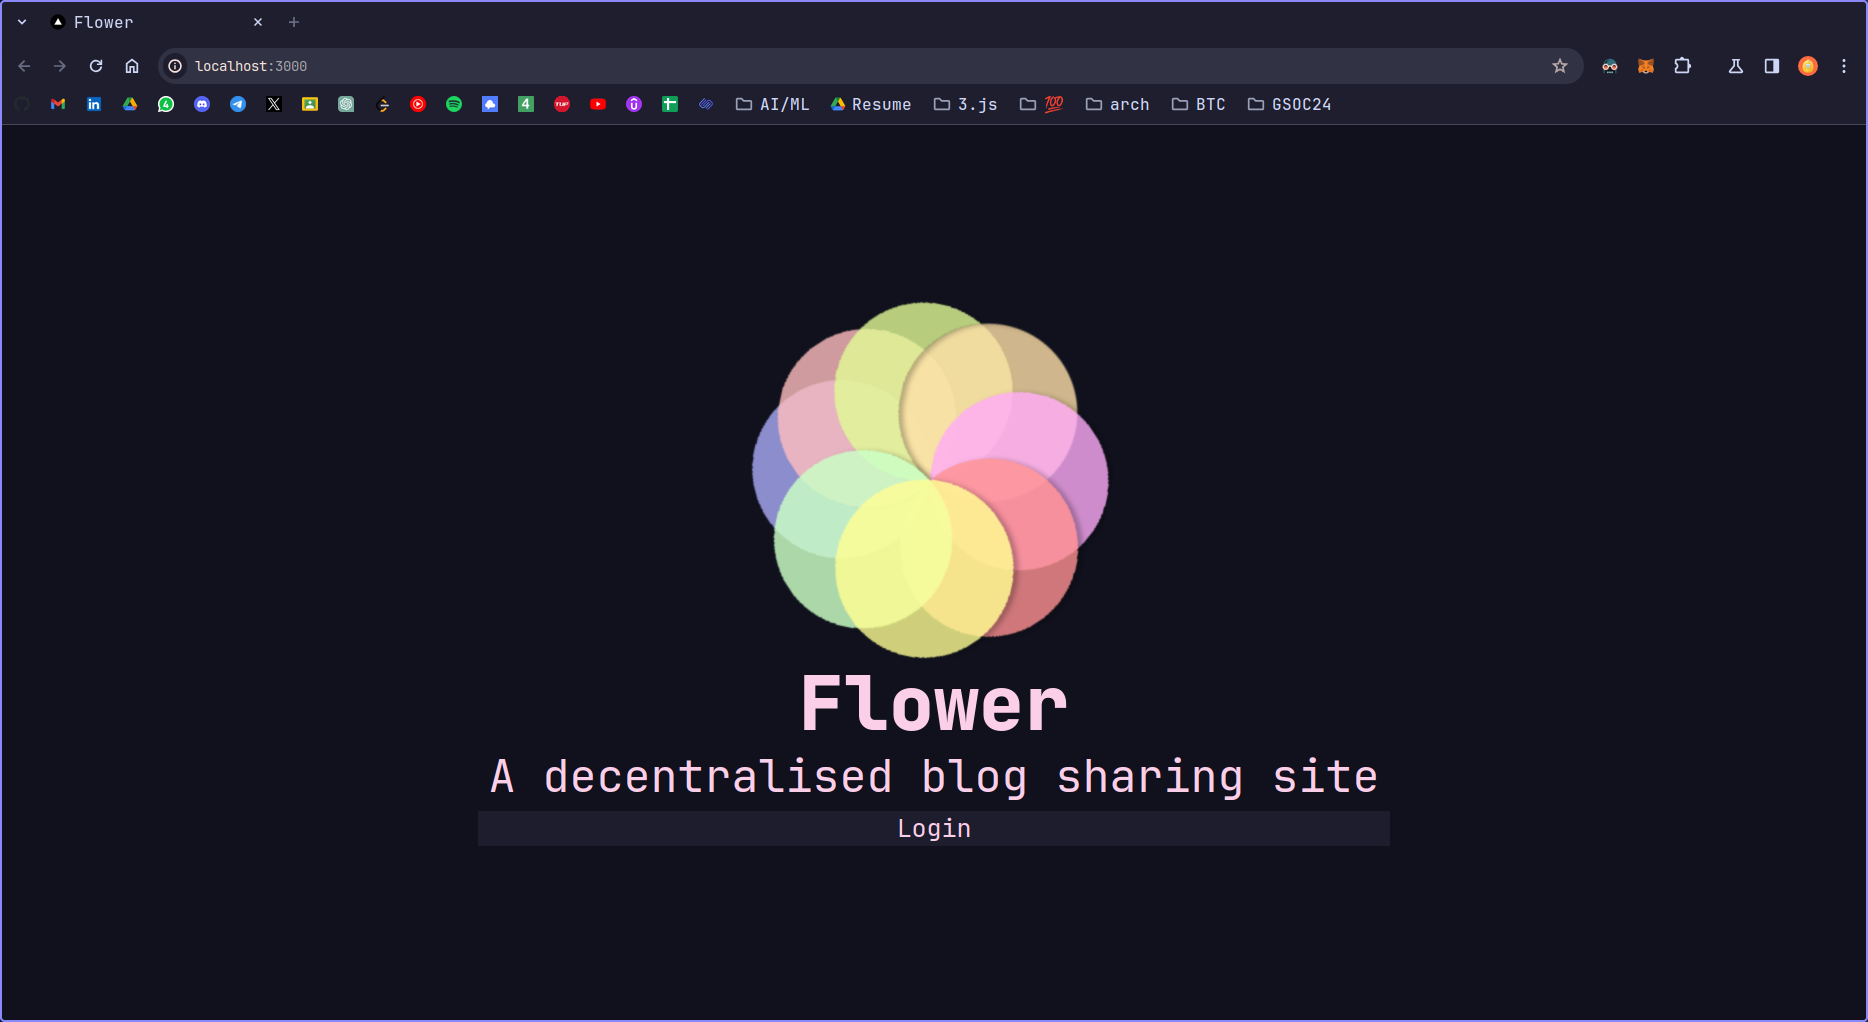 Flower
localhost:3000
AI/ML Resume 3.js 💯 arch BTC GSOC24
Flower
A decentralised blog sharing site
Login